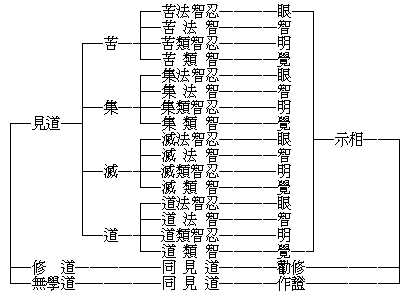 苦法智忍 眼
苦法智 智
苦 苦類智忍 明
苦類智 覺
集法智忍 眼
集法智 智
集 集類智忍 明
集類智 覺
見道 示相
滅法智忍 眼
滅法智 智
滅 滅類智忍 明
滅類智 覺
道法智忍 眼
道法智 智
道 道類智忍 明
道類智 覺
修道 同見道 勸修
無學道 同見道 作證